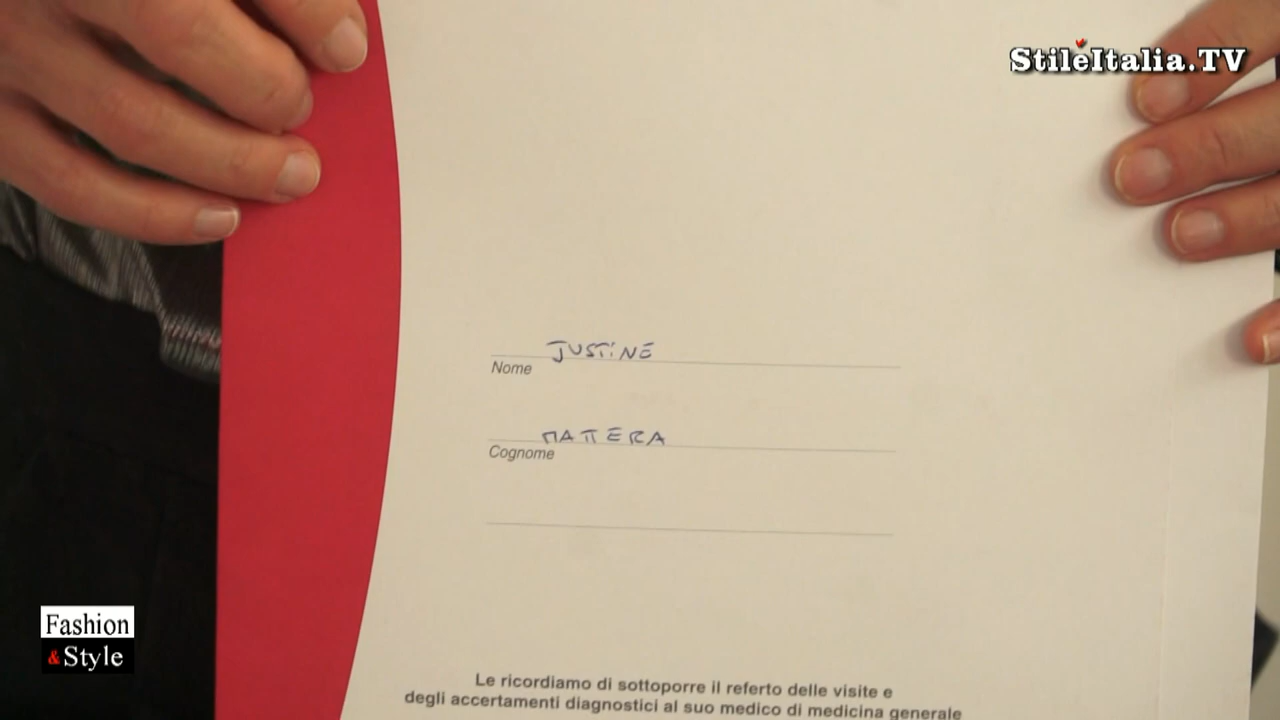 StileItalia.TV
JUSTINE
Nome
MATTERA
Cognome
Fashion
&Style
Le ricordiamo di sottoporre il referto delle visite e
degli accertamenti diagnostici al suo medico di medicina generale